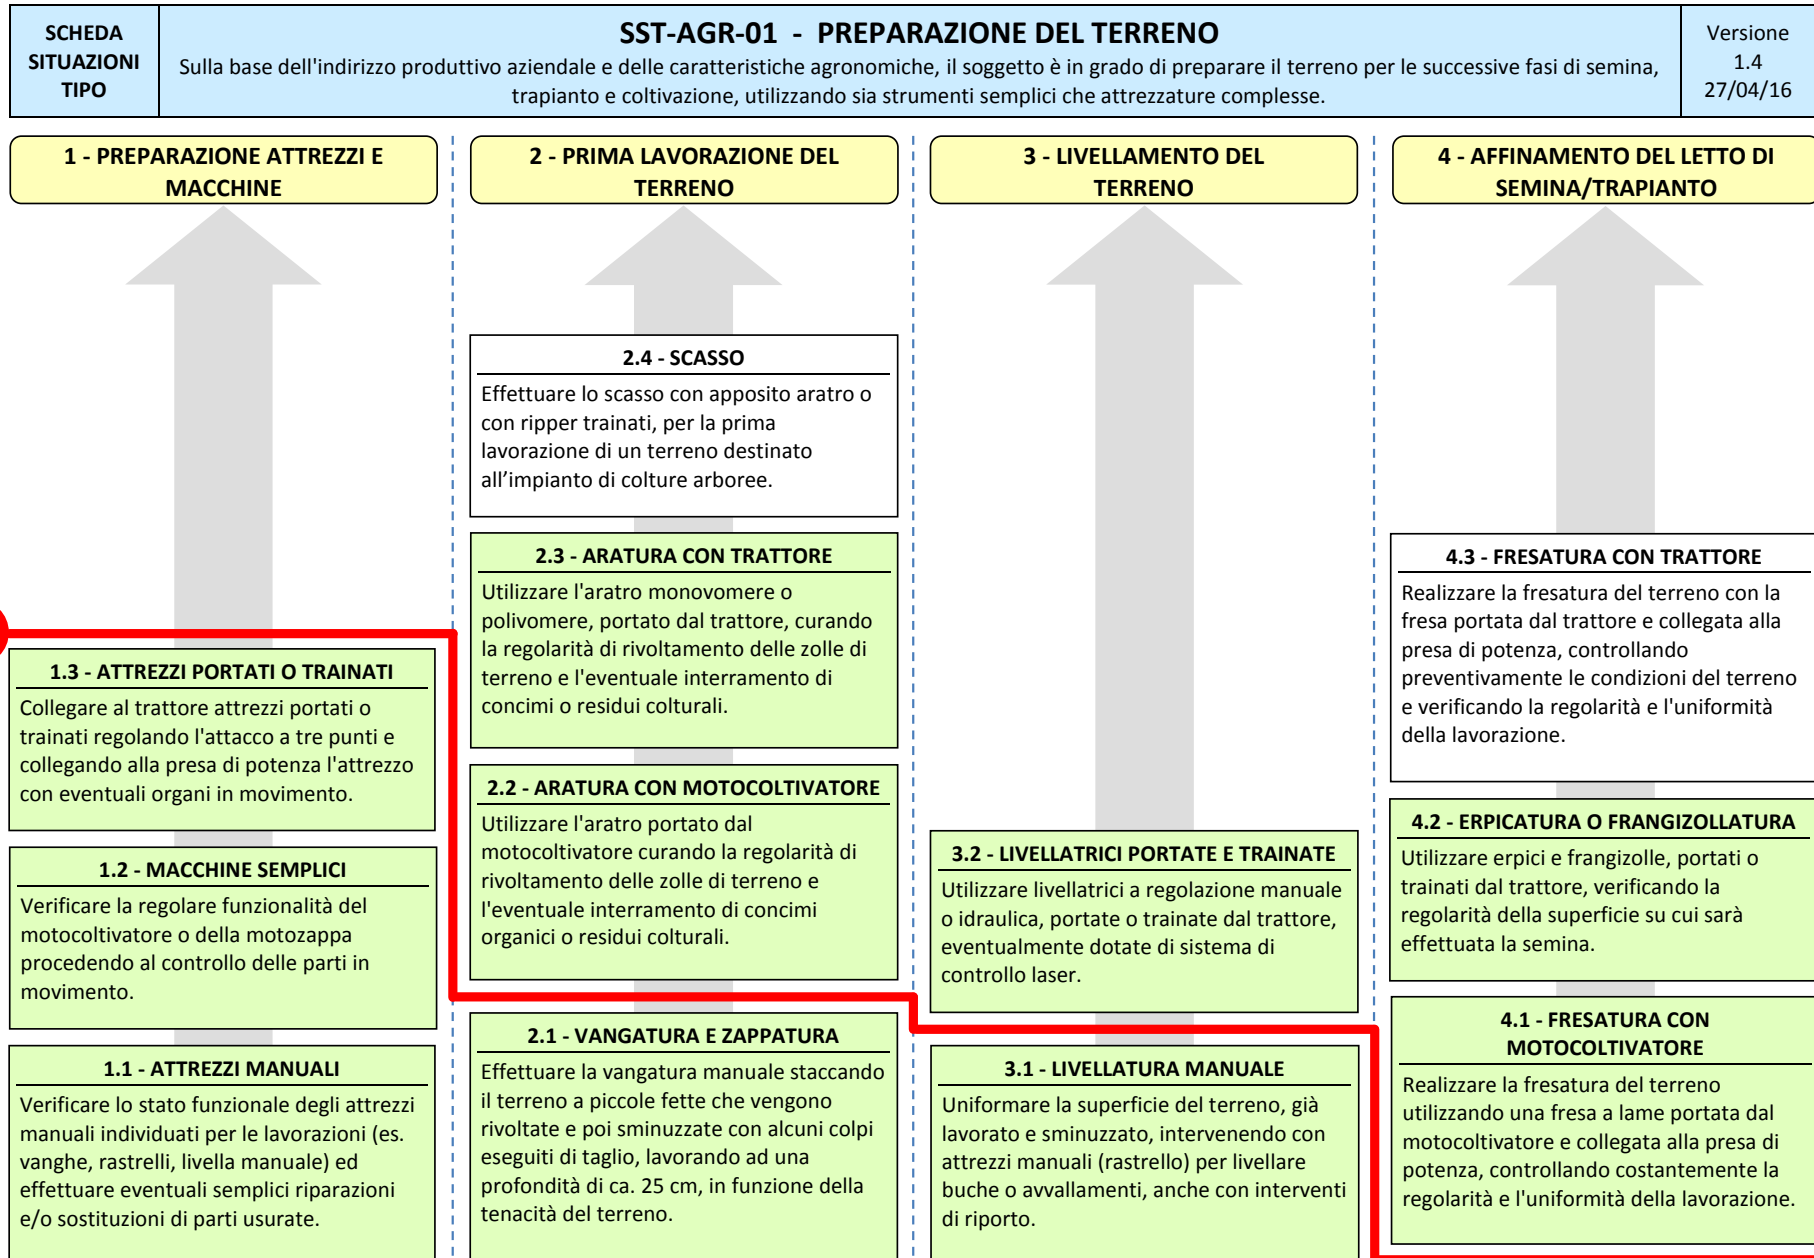 SCHEDA
SITUAZIONI
TIPO
SST-AGR-01 - PREPARAZIONE DEL TERRENO
Sulla base dell'indirizzo produttivo aziendale e delle caratteristiche agronomiche, il soggetto è in grado di preparare il terreno per le successive fasi di semina,
trapianto e coltivazione, utilizzando sia strumenti semplici che attrezzature complesse.
Versione
1.4
27/04/16
1 - PREPARAZIONE ATTREZZI E
MACCHINE
1.3 - ATTREZZI PORTATI O TRAINATI
Collegare al trattore attrezzi portati o
trainati regolando l'attacco a tre punti e
collegando alla presa di potenza l'attrezzo
con eventuali organi in movimento.
1.2 - MACCHINE SEMPLICI
Verificare la regolare funzionalità del
motocoltivatore o della motozappa
procedendo al controllo delle parti in
movimento.
1.1 - ATTREZZI MANUALI
Verificare lo stato funzionale degli attrezzi
manuali individuati per le lavorazioni (es.
vanghe, rastrelli, livella manuale) ed
effettuare eventuali semplici riparazioni
e/o sostituzioni di parti usurate.
2 - PRIMA LAVORAZIONE DEL
TERRENO
2.4 - SCASSO
Effettuare lo scasso con apposito aratro o
con ripper trainati, per la prima
lavorazione di un terreno destinato
all’impianto di colture arboree.
2.3 - ARATURA CON TRATTORE
Utilizzare l'aratro monovomere o
polivomere, portato dal trattore, curando
la regolarità di rivoltamento delle zolle di
terreno e l'eventuale interramento di
concimi o residui colturali.
2.2 - ARATURA CON MOTOCOLTIVATORE
Utilizzare l'aratro portato dal
motocoltivatore curando la regolarità di
rivoltamento delle zolle di terreno e
l'eventuale interramento di concimi
organici o residui colturali.
2.1 - VANGATURA E ZAPPATURA
Effettuare la vangatura manuale staccando
il terreno a piccole fette che vengono
rivoltate e poi sminuzzate con alcuni colpi
eseguiti di taglio, lavorando ad una
profondità di ca. 25 cm, in funzione della
tenacità del terreno.
3 - LIVELLAMENTO DEL
TERRENO
3.2 - LIVELLATRICI PORTATE E TRAINATE
Utilizzare livellatrici a regolazione manuale
o idraulica, portate o trainate dal trattore,
eventualmente dotate di sistema di
controllo laser.
3.1 - LIVELLATURA MANUALE
Uniformare la superficie del terreno, già
lavorato e sminuzzato, intervenendo con
attrezzi manuali (rastrello) per livellare
buche o avvallamenti, anche con interventi
di riporto.
4 - AFFINAMENTO DEL LETTO DI
SEMINA/TRAPIANTO
4.3 - FRESATURA CON TRATTORE
Realizzare la fresatura del terreno con la
fresa portata dal trattore e collegata alla
presa di potenza, controllando
preventivamente le condizioni del terreno
e verificando la regolarità e l'uniformità
della lavorazione.
4.2 - ERPICATURA O FRANGIZOLLATURA
Utilizzare erpici e frangizolle, portati o
trainati dal trattore, verificando la
regolarità della superficie su cui sarà
effettuata la semina.
4.1 - FRESATURA CON
MOTOCOLTIVATORE
Realizzare la fresatura del terreno
utilizzando una fresa a lame portata dal
motocoltivatore e collegata alla presa di
potenza, controllando costantemente la
regolarità e l'uniformità della lavorazione.